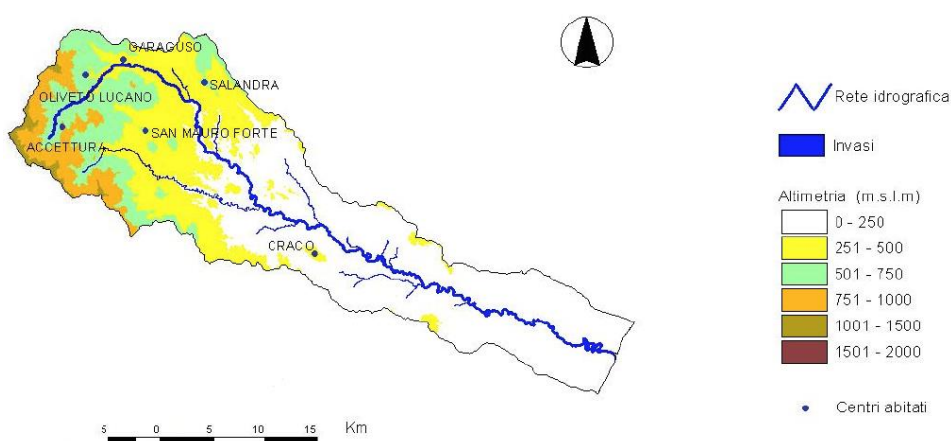 GARAGUSO
SALANDRA
OLIVETO LUCANO
SAN MAURO FORTE
ACCETTURA
CRACO
Rete idrografica
Invasi
Altimetria (m.s.l.m)
0 - 250
251 - 500
501 - 750
751 - 1000
1001 - 1500
1501 - 2000
Centri abitati
5 0 5 10 15 Km